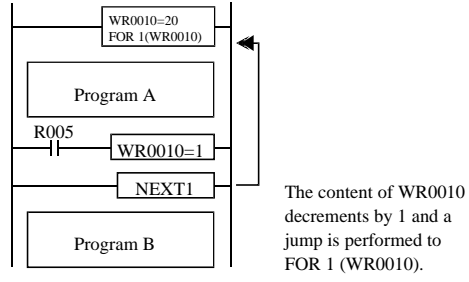 WR0010=20
FOR 1(WR0010)
Program A
R005
WR0010=1
NEXT1
Program B
The content of WR0010
decrements by 1 and a
jump is performed to
FOR 1 (WR0010).